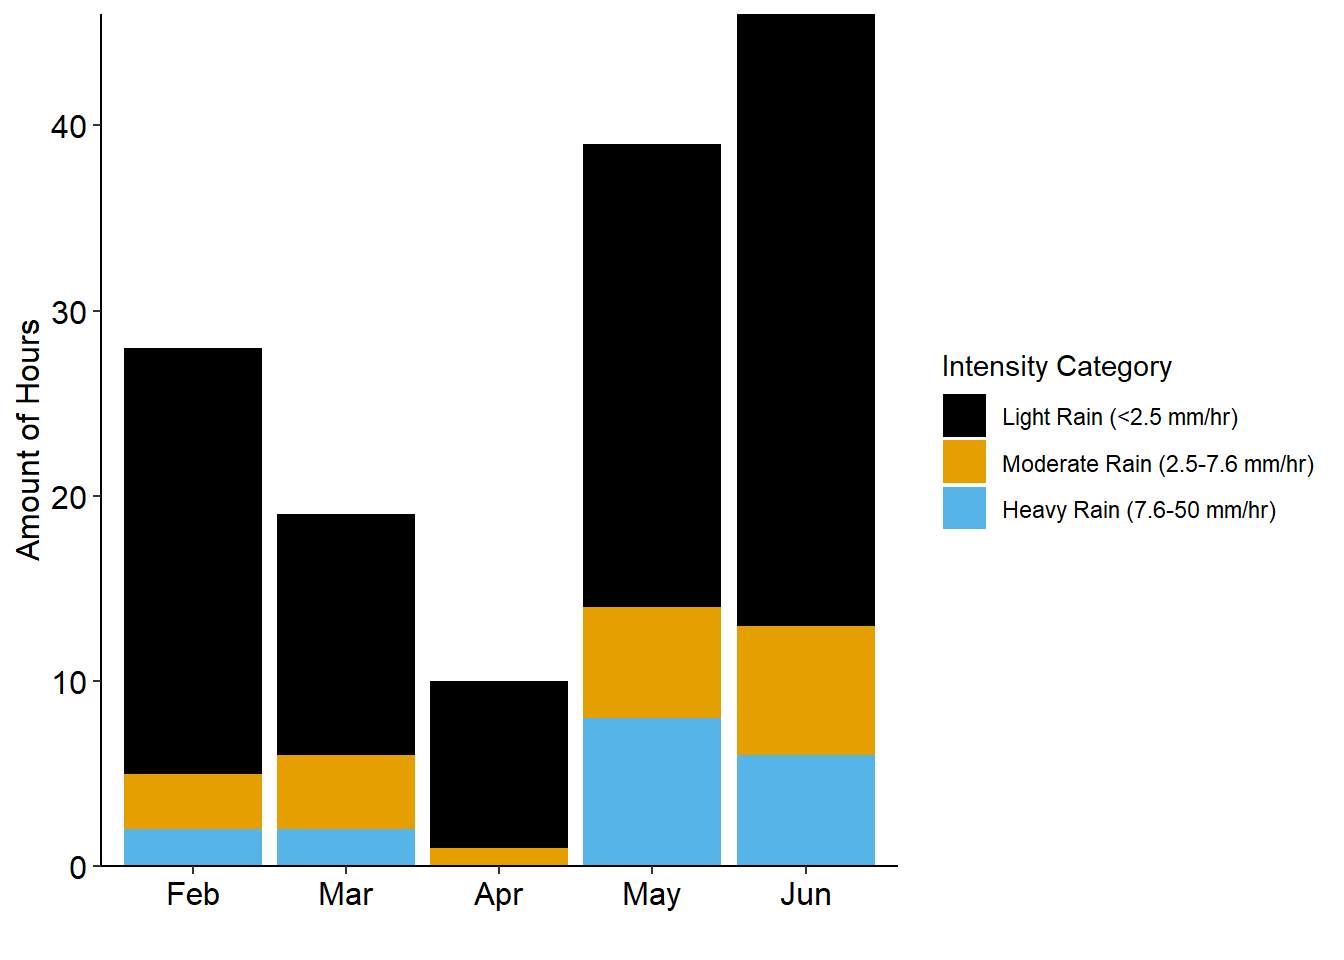 Amount of Hours
40
30
20
10
0
Feb Mar Apr May Jun
Intensity Category
Light Rain (<2.5 mm/hr)
Moderate Rain (2.5-7.6 mm/hr)
Heavy Rain (7.6-50 mm/hr)